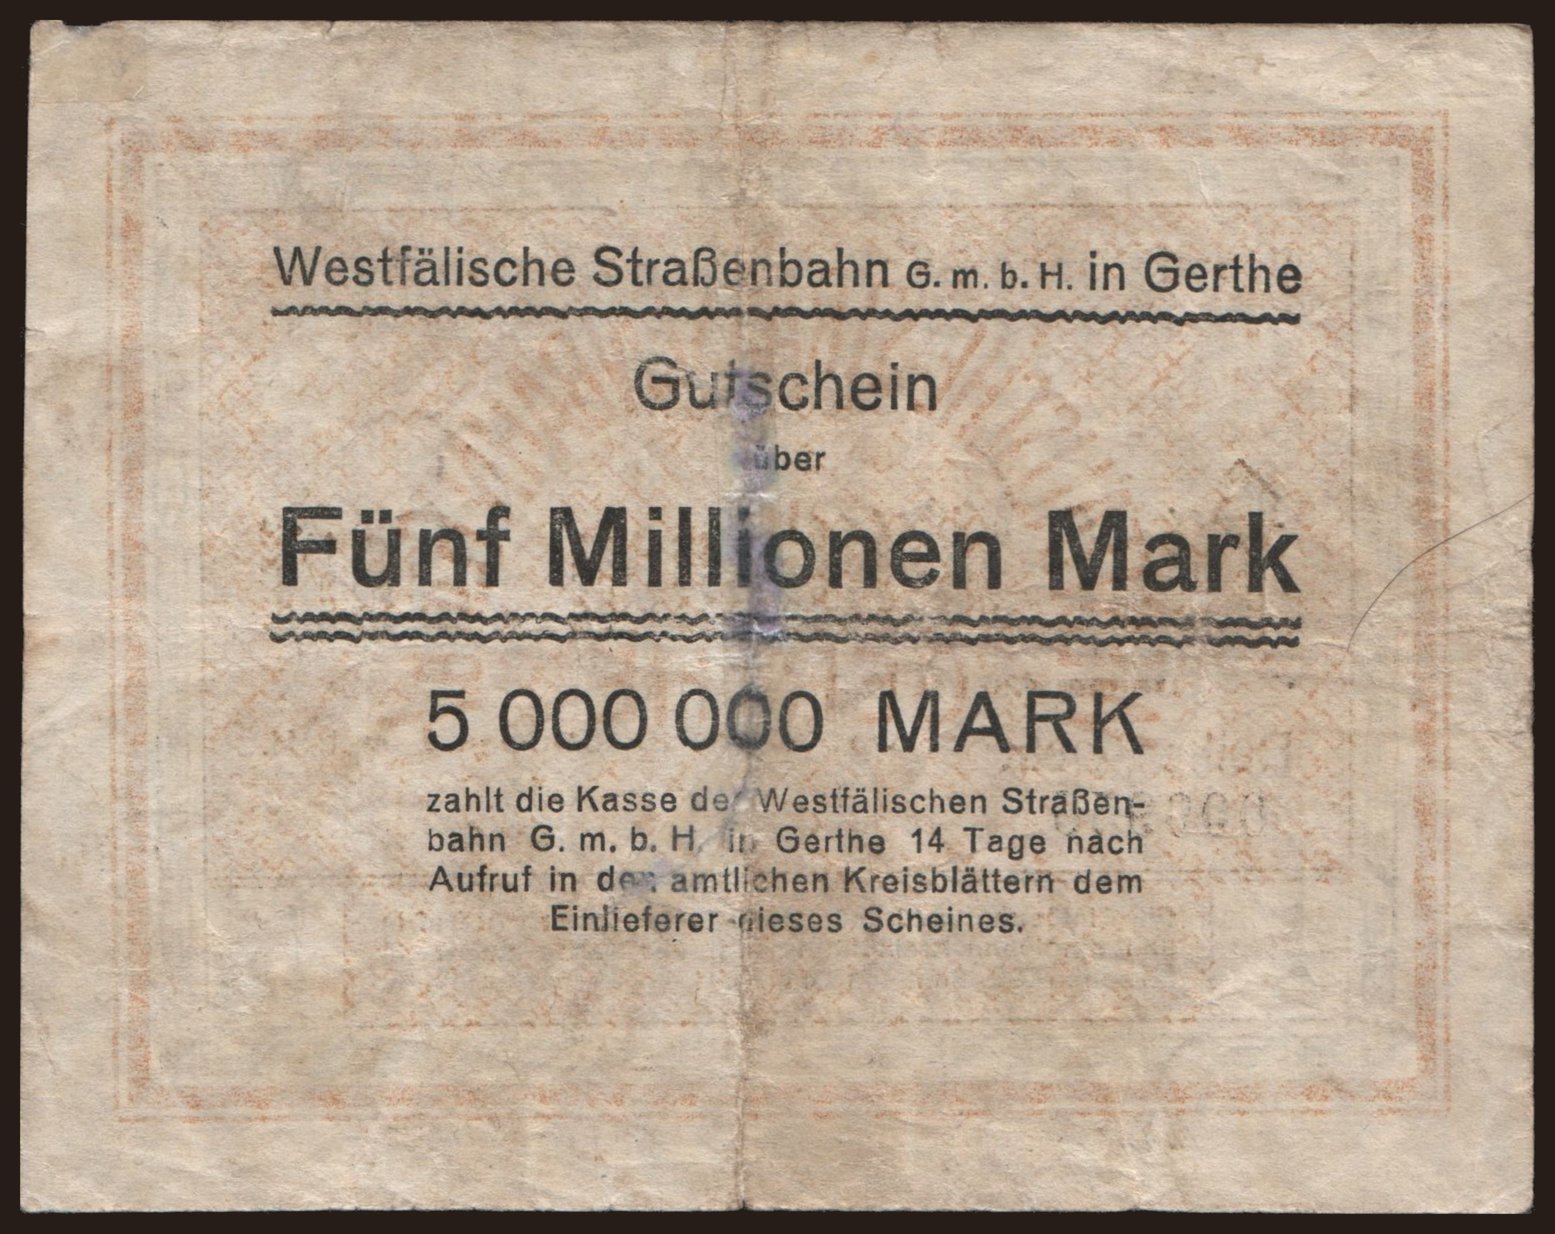 Westfälische Straßenbahn G. m. b. H. in Gerthe
Gutschein
über
Fünf Millionen Mark
5 000 000 MARK
zahlt die Kasse der Westfälischen Straßen-
bahn G. m. b. H. in Gerthe 14 Tage nach
Aufruf in den amtlichen Kreisblättern dem
Einlieferer dieses Scheines.